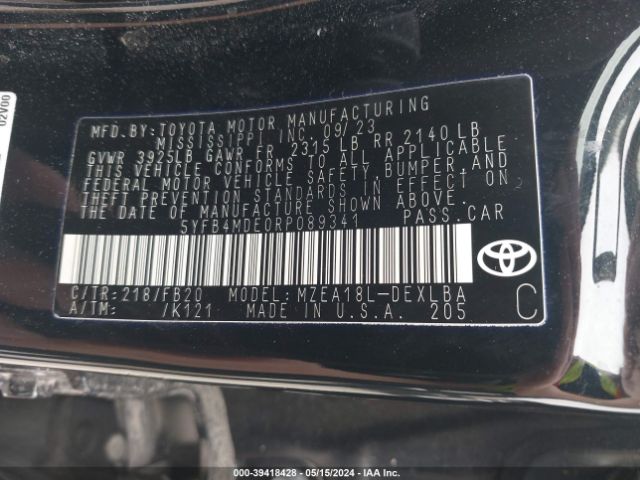 02V00
MFD. BY: TOYOTA MOTOR MANUFACTURING
MISSISSIPPI INC. 09/23
GVWR 3925LB GAWR FR 2315 LB RR 2140 LB
THIS VEHICLE CONFORMS TO ALL APPLICABLE
FEDERAL MOTOR VEHICLE SAFETY, BUMPER, AND
THEFT PREVENTION STANDARDS IN EFFECT ON
THE DATE OF MANUFACTURE SHOWN ABOVE.
5YFB4MDE0RP089341 PASS.CAR
C/TR:218/FB20 MODEL:MZEA18L-DEXLBA
A/TM: /K121 MADE IN U.S.A. 205
C
000-39418428 - 05/15/2024 - IAA Inc.